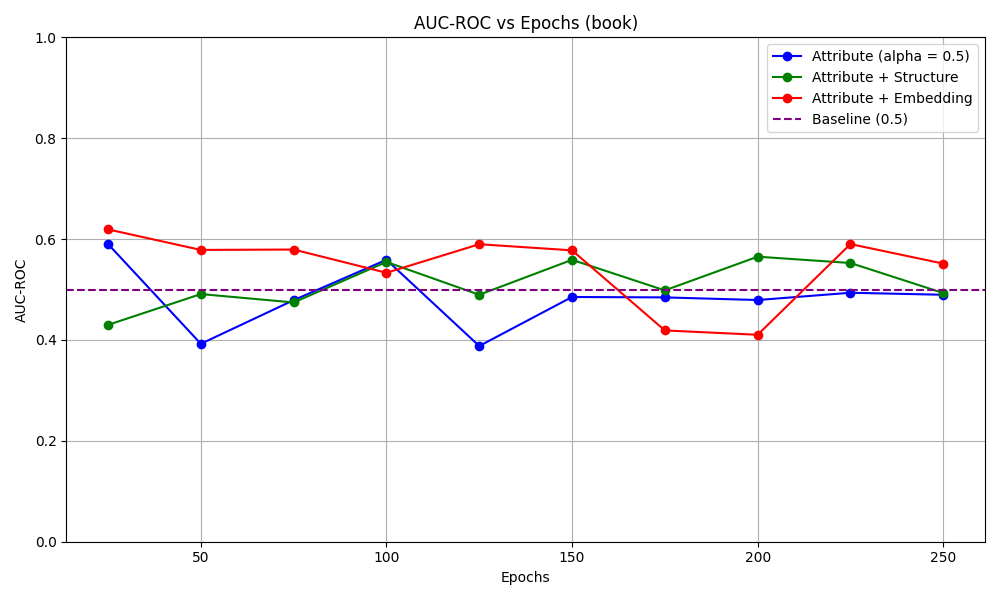 AUC-ROC vs Epochs (book)
1.0
0.8
0.6
0.4
0.2
0.0
AUC-ROC
Attribute (alpha = 0.5)
Attribute + Structure
Attribute + Embedding
Baseline (0.5)
50
100
150
200
250
Epochs